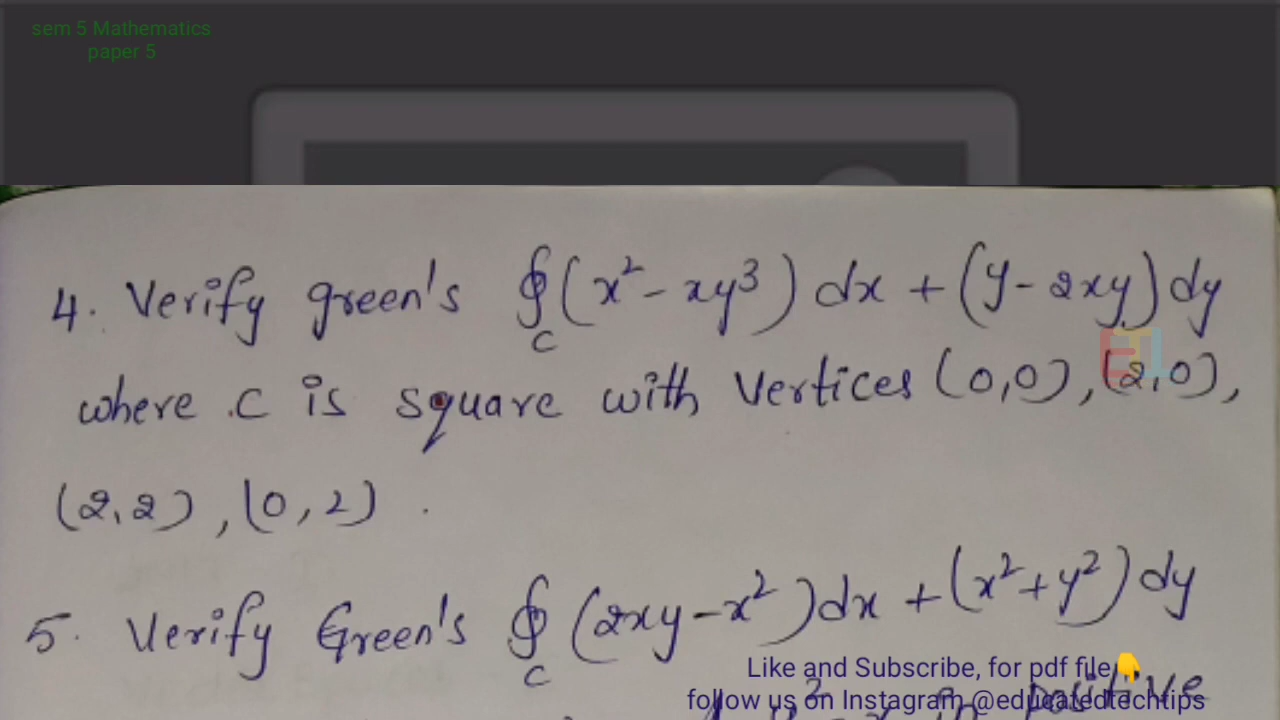 sem 5 Mathematics
paper 5
4. Verify green's ∮c (x² - xy³) dx + (y - 2xy) dy
where C is square with vertices (0,0), (2,0),
(2,2), (0,2).
5. Verify Green's ∮c (2xy - x²) dx + (x² + y²) dy
Like and Subscribe, for pdf file👇
follow us on Instagram @educatedtechtips
positive